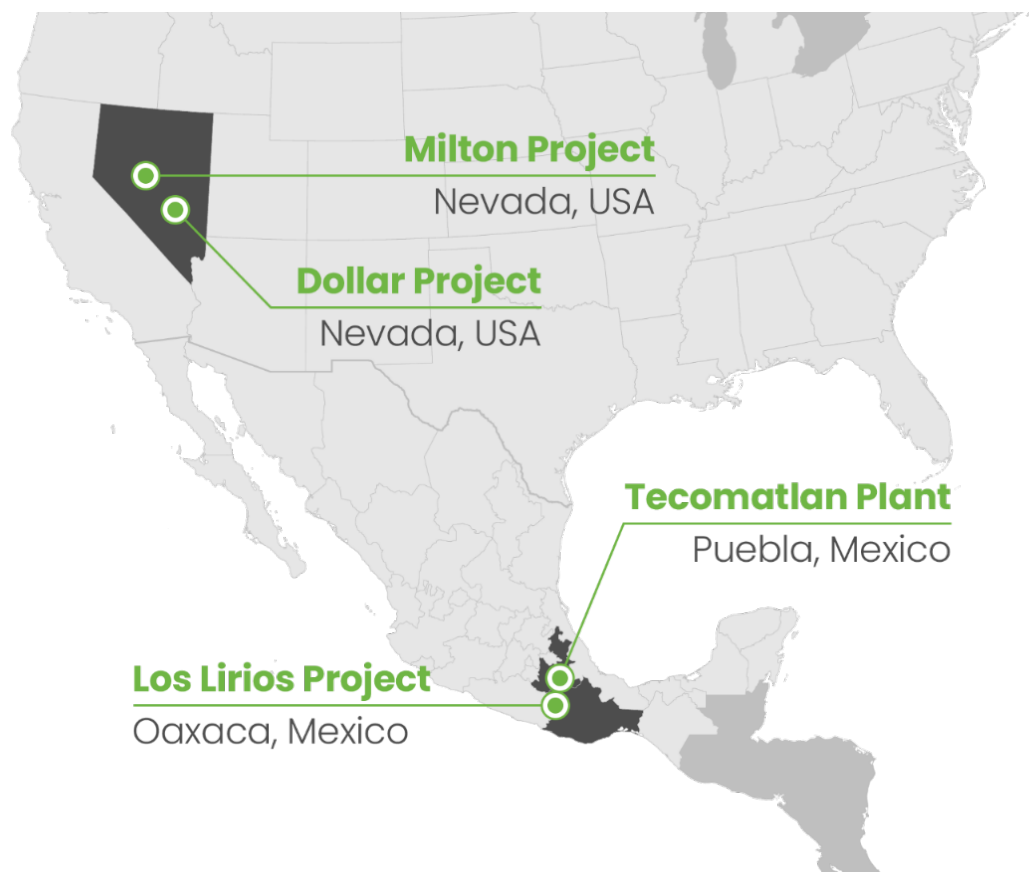 Milton Project
Nevada, USA
Dollar Project
Nevada, USA
Tecomatlan Plant
Puebla, Mexico
Los Lirios Project
Oaxaca, Mexico